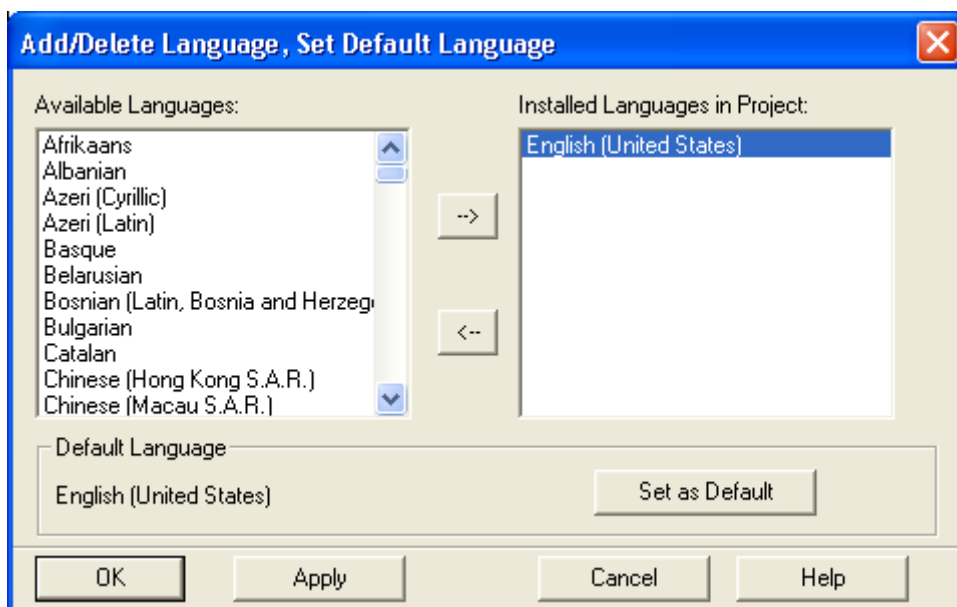 Add/Delete Language, Set Default Language
Available Languages:
Afrikaans
Albanian
Azeri (Cyrillic)
Azeri (Latin)
Basque
Belarusian
Bosnian (Latin, Bosnia and Herzeg
Bulgarian
Catalan
Chinese (Hong Kong S.A.R.)
Chinese (Macau S.A.R.)
-->
<--
Installed Languages in Project:
English (United States)
Default Language
English (United States)
Set as Default
OK
Apply
Cancel
Help